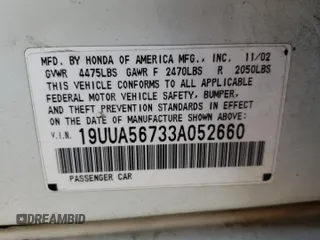 MFD. BY HONDA OF AMERICA MFG., INC. 11/02
GVWR 4475LBS GAWR F 2470LBS R 2050LBS
THIS VEHICLE CONFORMS TO ALL APPLICABLE
FEDERAL MOTOR VEHICLE SAFETY, BUMPER,
AND THEFT PREVENTION STANDARDS IN EFFECT
ON THE DATE OF MANUFACTURE SHOWN ABOVE.
V.I.N. 19UUA56733A052660
PASSENGER CAR
DREAMBID